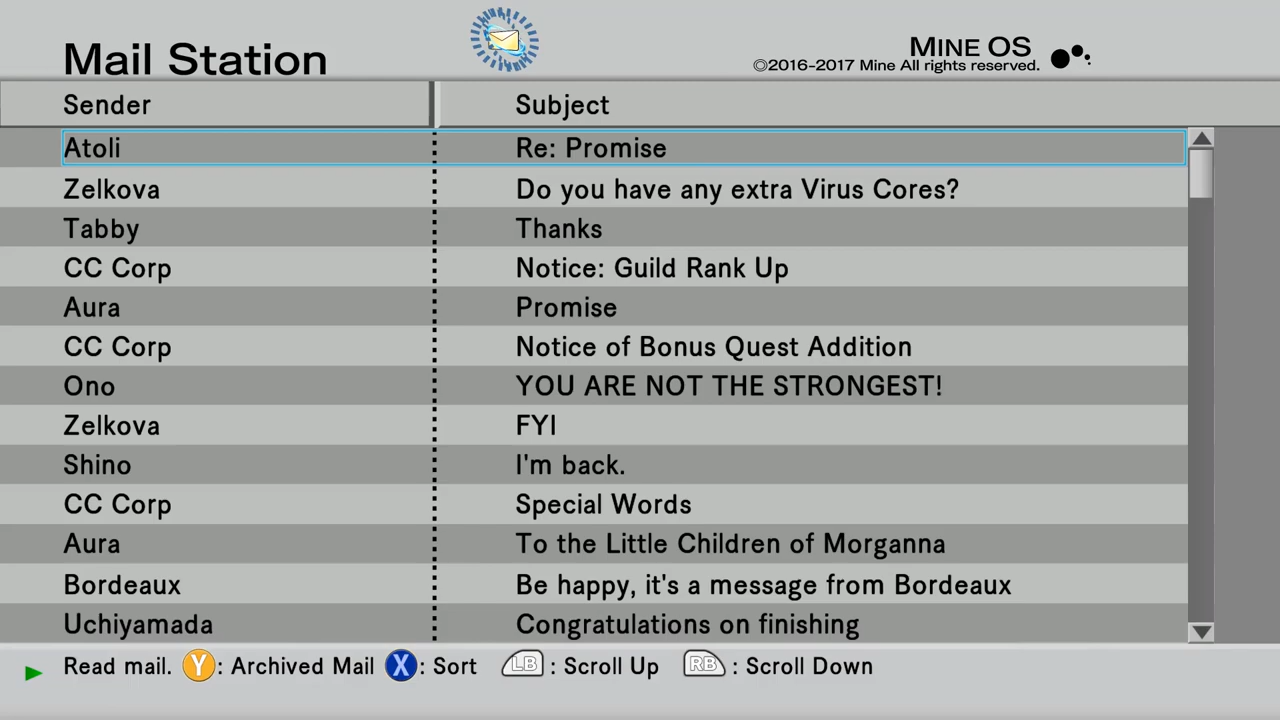 Mail Station
MINE OS
©2016-2017 Mine All rights reserved.
Sender Subject
Atoli Re: Promise
Zelkova Do you have any extra Virus Cores?
Tabby Thanks
CC Corp Notice: Guild Rank Up
Aura Promise
CC Corp Notice of Bonus Quest Addition
Ono YOU ARE NOT THE STRONGEST!
Zelkova FYI
Shino I'm back.
CC Corp Special Words
Aura To the Little Children of Morganna
Bordeaux Be happy, it's a message from Bordeaux
Uchiyamada Congratulations on finishing
Read mail. Y: Archived Mail X: Sort LB : Scroll Up RB : Scroll Down